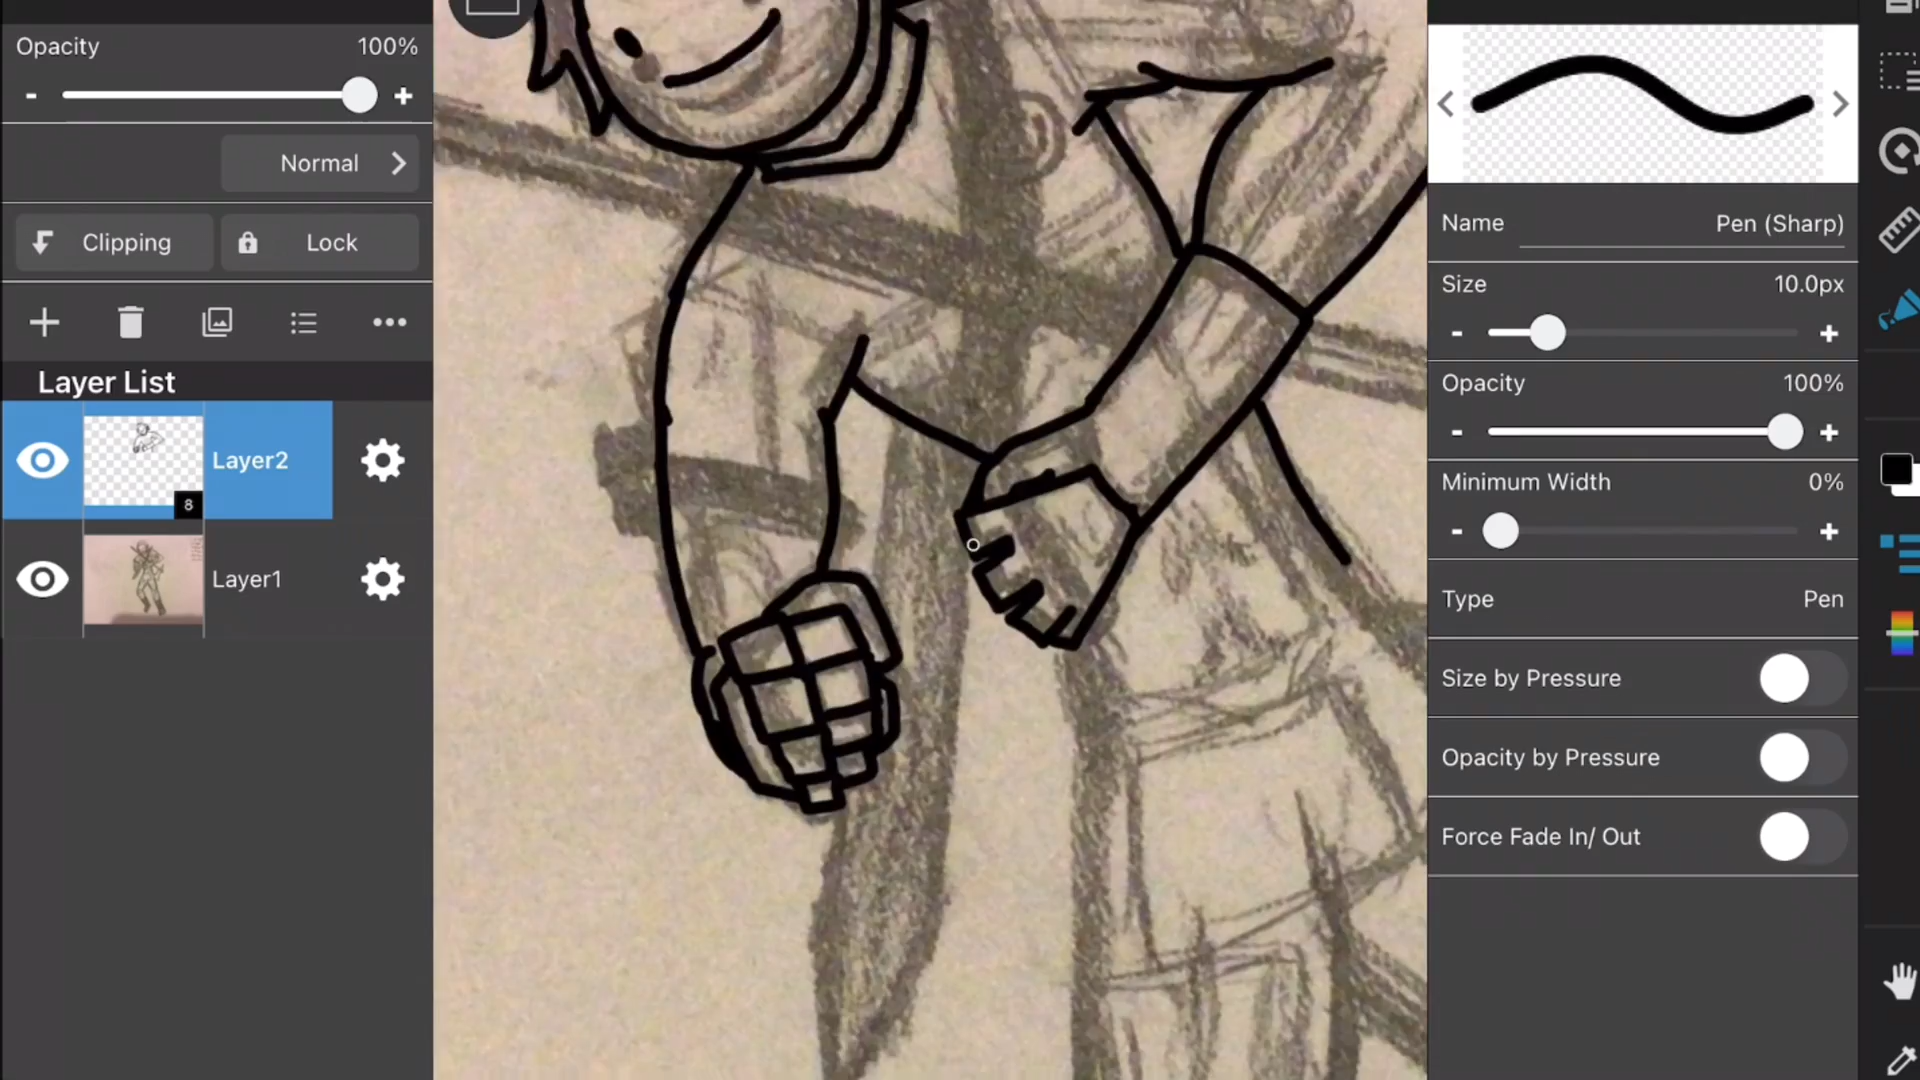 Opacity 100%
- +
Normal
Clipping Lock
Layer List
Layer2
8
Layer1
Name Pen (Sharp)
Size 10.0px
- +
Opacity 100%
- +
Minimum Width 0%
- +
Type Pen
Size by Pressure
Opacity by Pressure
Force Fade In/ Out